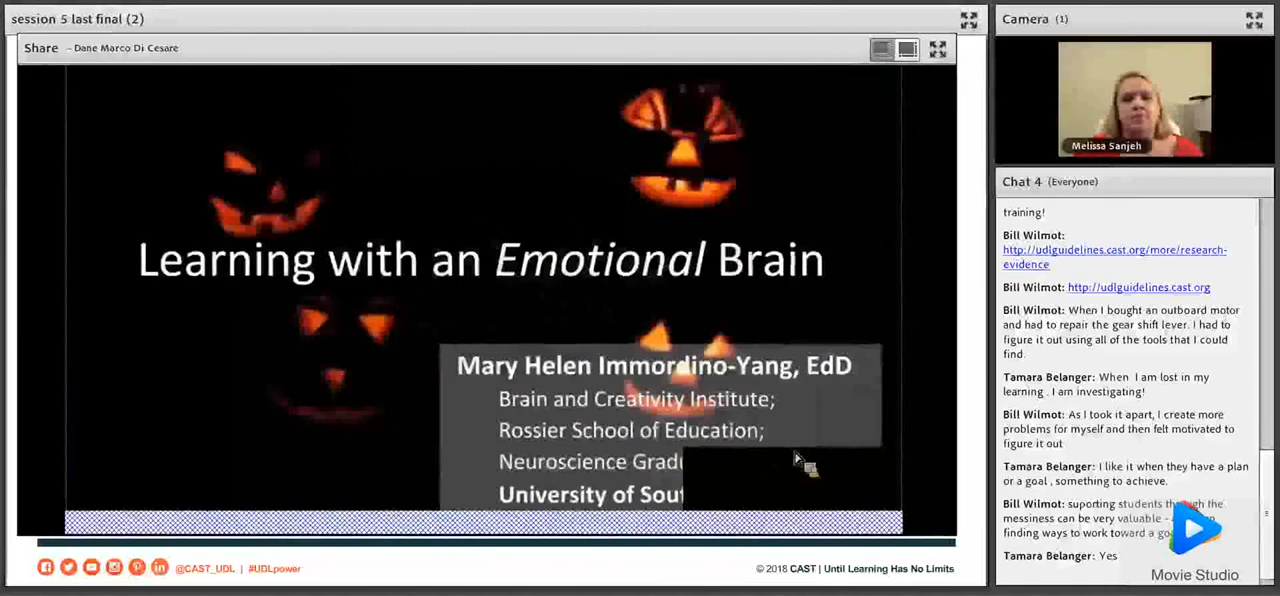 session 5 last final (2)
Share – Dane Marco Di Cesare
Learning with an Emotional Brain
Mary Helen Immordino-Yang, EdD
Brain and Creativity Institute;
Rossier School of Education;
Neuroscience
University of
@CAST_UDL | #UDLpower
© 2018 CAST | Until Learning Has No Limits
Camera (1)
Melissa Sanjeh
Chat 4 (Everyone)
training!
Bill Wilmot:
http://udlguidelines.cast.org/more/research-
evidence
Bill Wilmot: http://udlguidelines.cast.org
Bill Wilmot: When I bought an outboard motor
and had to repair the gear shift lever. I had to
figure it out using all of the tools that I could
find.
Tamara Belanger: When I am lost in my
learning . I am investigating!
Bill Wilmot: As I took it apart, I create more
problems for myself and then felt motivated to
figure it out
Tamara Belanger: I like it when they have a plan
or a goal , something to achieve.
Bill Wilmot: suporting students through the
messiness can be very valuable -
finding ways to work toward a
Tamara Belanger: Yes
Movie Studio